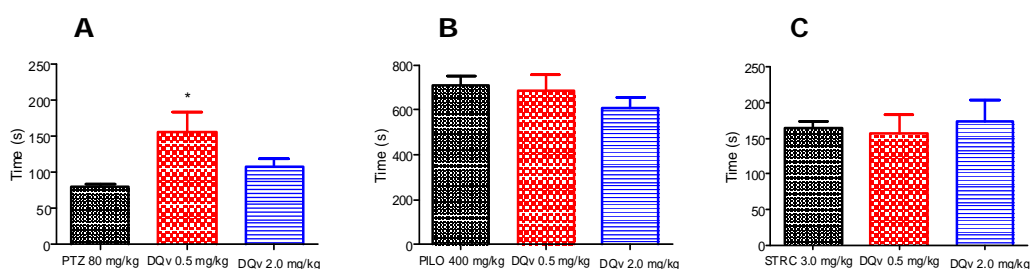 A
B
C
Time (s)
250
200
150
100
50
0
*
PTZ 80 mg/kg
DQv 0.5 mg/kg
DQv 2.0 mg/kg
Time (s)
800
600
400
200
0
PILO 400 mg/kg
DQv 0.5 mg/kg
DQv 2.0 mg/kg
Time (s)
250
200
150
100
50
0
STRC 3.0 mg/kg
DQv 0.5 mg/kg
DQv 2.0 mg/kg